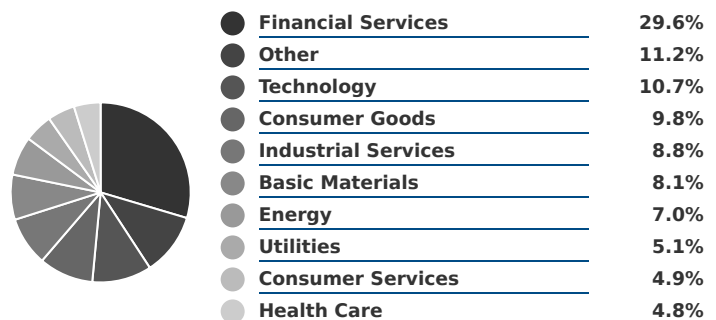 Financial Services 29.6%
Other 11.2%
Technology 10.7%
Consumer Goods 9.8%
Industrial Services 8.8%
Basic Materials 8.1%
Energy 7.0%
Utilities 5.1%
Consumer Services 4.9%
Health Care 4.8%